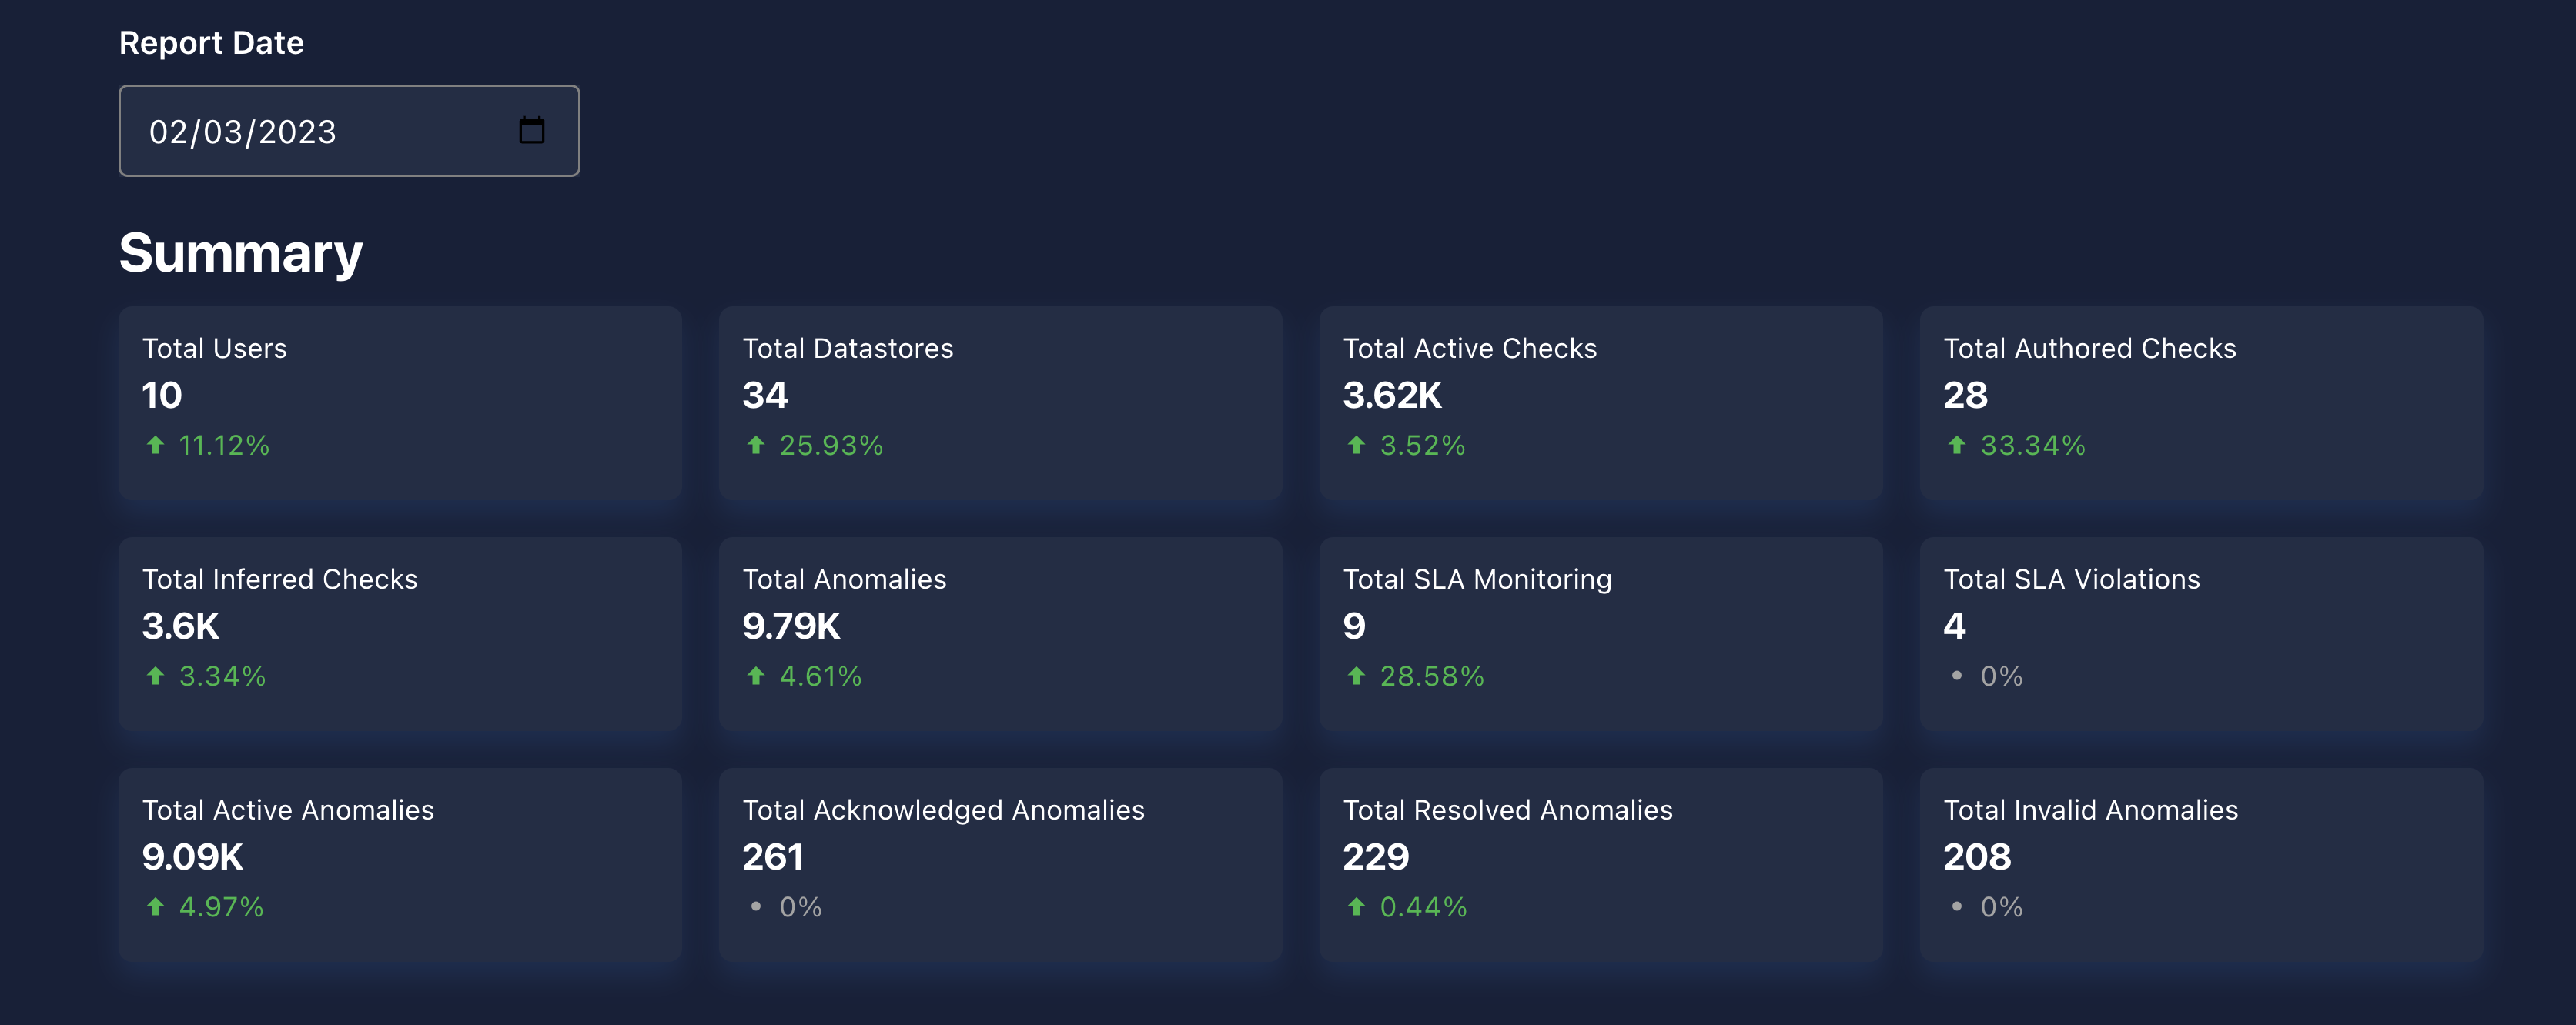 Report Date
02/03/2023
Summary
Total Users
10
11.12%
Total Datastores
34
25.93%
Total Active Checks
3.62K
3.52%
Total Authored Checks
28
33.34%
Total Inferred Checks
3.6K
3.34%
Total Anomalies
9.79K
4.61%
Total SLA Monitoring
9
28.58%
Total SLA Violations
4
0%
Total Active Anomalies
9.09K
4.97%
Total Acknowledged Anomalies
261
0%
Total Resolved Anomalies
229
0.44%
Total Invalid Anomalies
208
0%